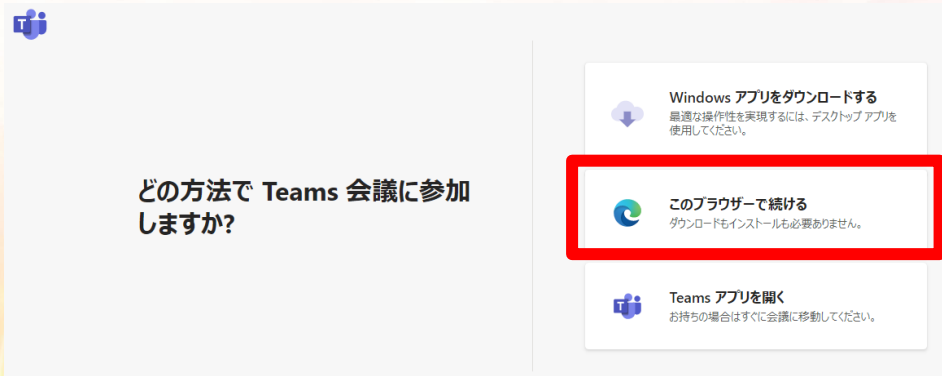 どの方法で Teams 会議に参加
しますか?
Windows アプリをダウンロードする
最適な操作性を実現するには、デスクトップ アプリを
使用してください。
このブラウザーで続ける
ダウンロードもインストールも必要ありません。
Teams アプリを開く
お持ちの場合はすぐに会議に移動してください。